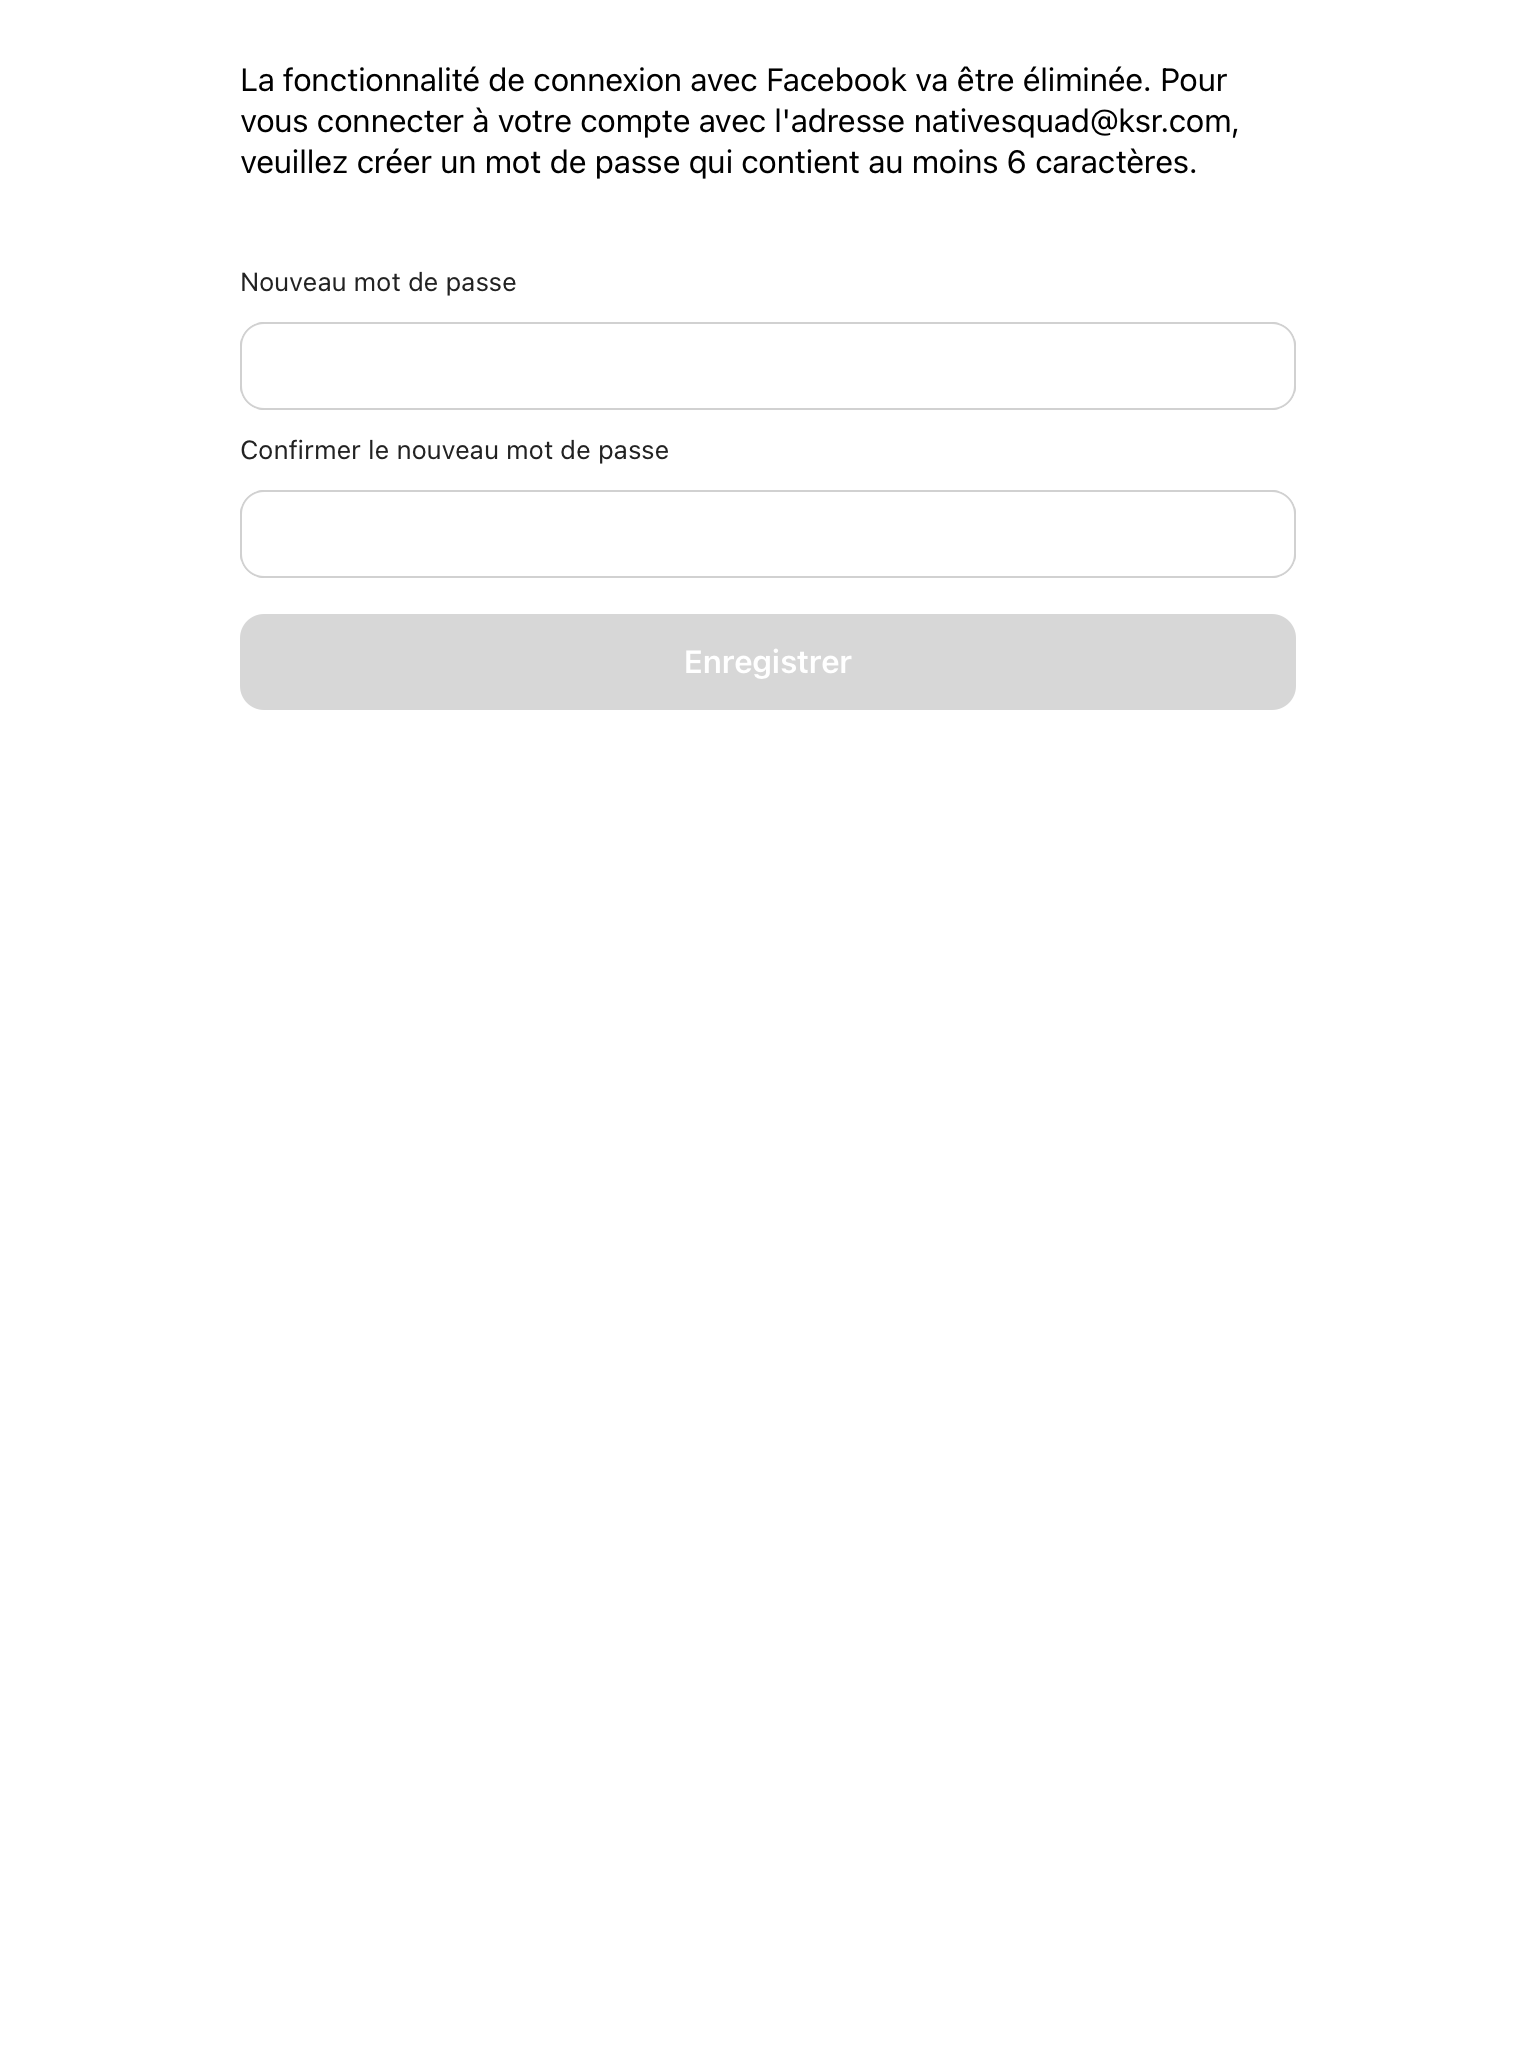 La fonctionnalité de connexion avec Facebook va être éliminée. Pour
vous connecter à votre compte avec l'adresse nativesquad@ksr.com,
veuillez créer un mot de passe qui contient au moins 6 caractères.
Nouveau mot de passe
Confirmer le nouveau mot de passe
Enregistrer